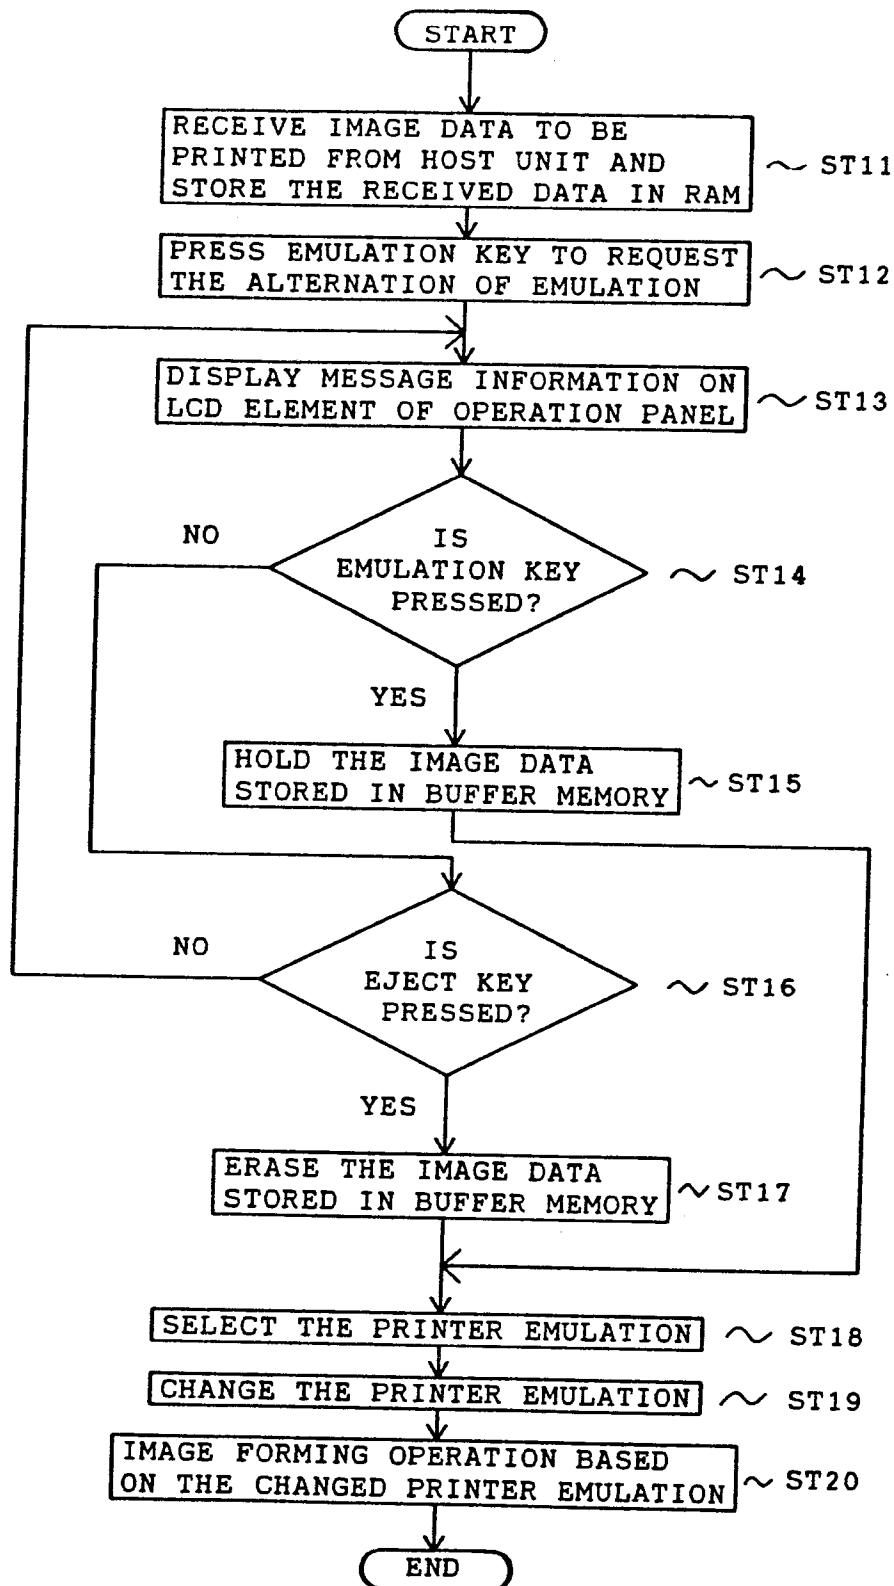 START
RECEIVE IMAGE DATA TO BE
PRINTED FROM HOST UNIT AND
STORE THE RECEIVED DATA IN RAM
ST11
PRESS EMULATION KEY TO REQUEST
THE ALTERNATION OF EMULATION
ST12
DISPLAY MESSAGE INFORMATION ON
LCD ELEMENT OF OPERATION PANEL
ST13
NO
IS
EMULATION KEY
PRESSED?
ST14
YES
HOLD THE IMAGE DATA
STORED IN BUFFER MEMORY
ST15
NO
IS
EJECT KEY
PRESSED?
ST16
YES
ERASE THE IMAGE DATA
STORED IN BUFFER MEMORY
ST17
SELECT THE PRINTER EMULATION
ST18
CHANGE THE PRINTER EMULATION
ST19
IMAGE FORMING OPERATION BASED
ON THE CHANGED PRINTER EMULATION
ST20
END